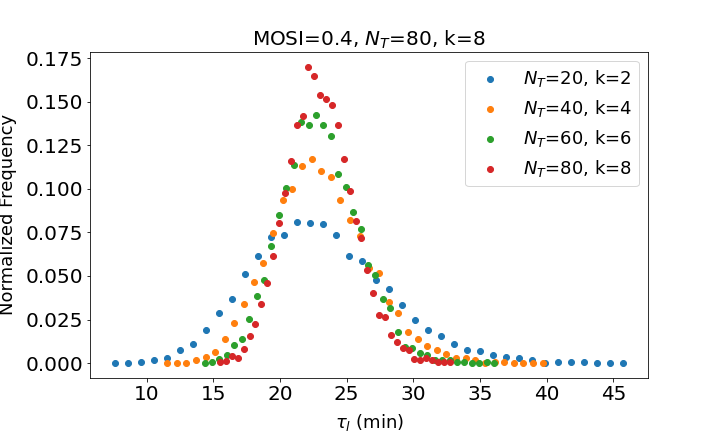 MOSI=0.4, N_T=80, k=8
0.175
0.150
0.125
0.100
0.075
0.050
0.025
0.000
Normalized Frequency
N_T=20, k=2
N_T=40, k=4
N_T=60, k=6
N_T=80, k=8
10 15 20 25 30 35 40 45
τ_I (min)